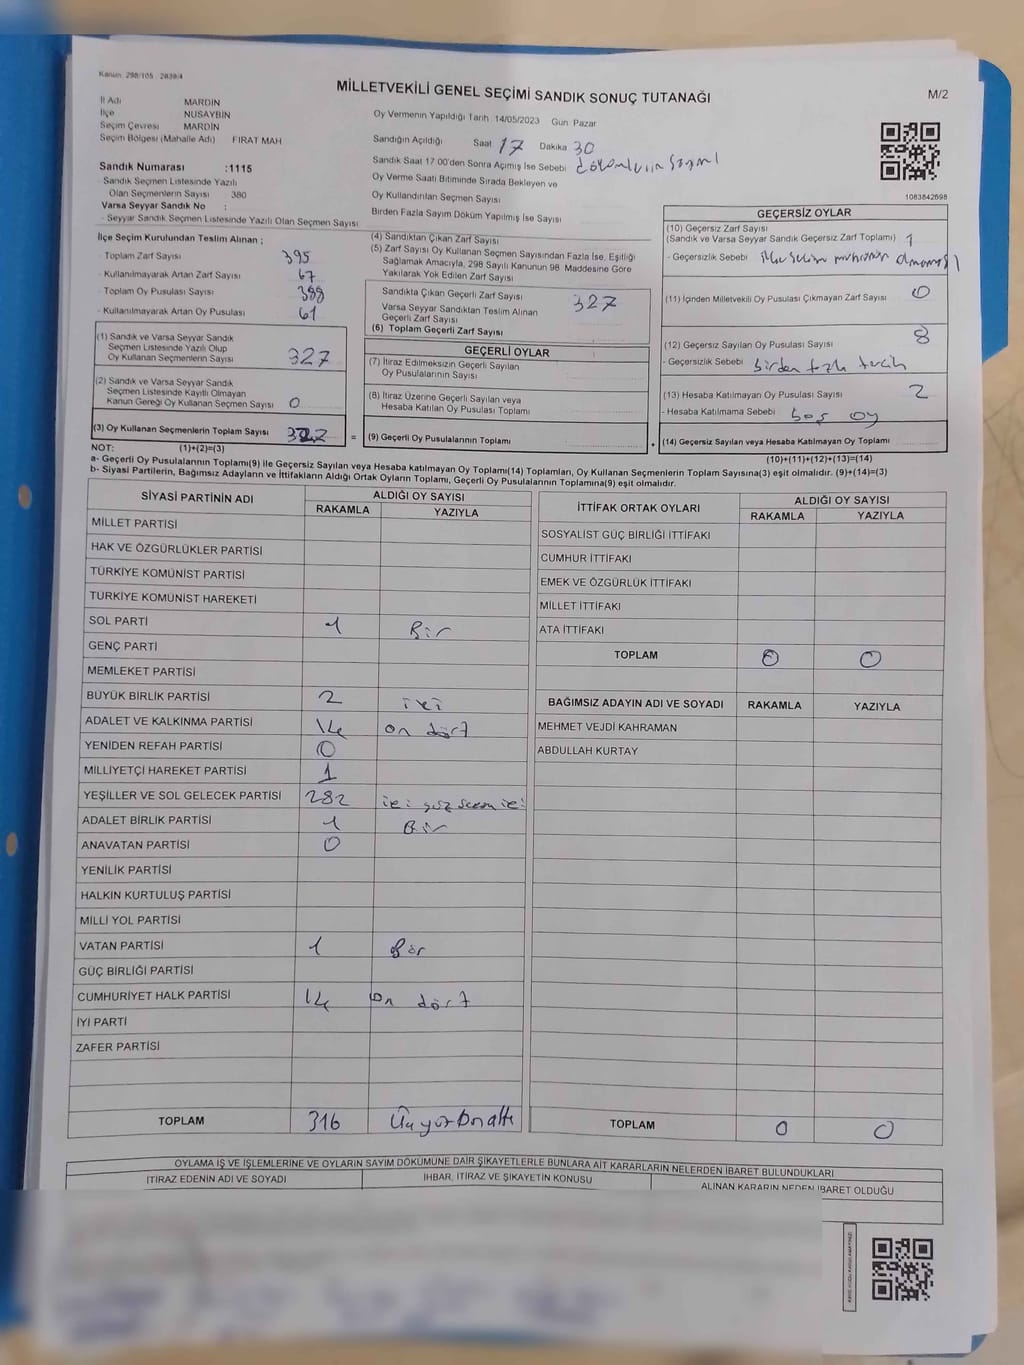 Kanun: 298/105 , 2839/4
MİLLETVEKİLİ GENEL SEÇİMİ SANDIK SONUÇ TUTANAĞI
M/2
İl Adı MARDİN
İlçe NUSAYBİN
Seçim Çevresi MARDİN
Seçim Bölgesi (Mahalle Adı) FIRAT MAH
Oy Vermenin Yapıldığı Tarih :14/05/2023 Gün: Pazar
Sandığın Açıldığı Saat 17 Dakika 30
Sandık Saat 17:00'den Sonra Açılmış İse Sebebi
Oy Verme Saati Bitiminde Sırada Bekleyen ve
Oy Kullandırılan Seçmen Sayısı
Birden Fazla Sayım Döküm Yapılmış İse Sayısı
1083842698
Sandık Numarası :1115
Sandık Seçmen Listesinde Yazılı
Olan Seçmenlerin Sayısı : 380
Varsa Seyyar Sandık No :
- Seyyar Sandık Seçmen Listesinde Yazılı Olan Seçmen Sayısı
İlçe Seçim Kurulundan Teslim Alınan ;
- Toplam Zarf Sayısı 395
- Kullanılmayarak Artan Zarf Sayısı 67
- Toplam Oy Pusulası Sayısı 388
- Kullanılmayarak Artan Oy Pusulası 61
(1) Sandık ve Varsa Seyyar Sandık
Seçmen Listesinde Yazılı Olup
Oy Kullanan Seçmenlerin Sayısı 327
(2) Sandık ve Varsa Seyyar Sandık
Seçmen Listesinde Kayıtlı Olmayan
Kanun Gereği Oy Kullanan Seçmen Sayısı 0
(3) Oy Kullanan Seçmenlerin Toplam Sayısı 327 =
(4) Sandıktan Çıkan Zarf Sayısı
(5) Zarf Sayısı Oy Kullanan Seçmen Sayısından Fazla İse, Eşitliği
Sağlamak Amacıyla, 298 Sayılı Kanunun 98. Maddesine Göre
Yakılarak Yok Edilen Zarf Sayısı
Sandıkta Çıkan Geçerli Zarf Sayısı 327
Varsa Seyyar Sandıktan Teslim Alınan
Geçerli Zarf Sayısı
(6) Toplam Geçerli Zarf Sayısı
GEÇERLİ OYLAR
(7) İtiraz Edilmeksizin Geçerli Sayılan
Oy Pusulalarının Sayısı
(8) İtiraz Üzerine Geçerli Sayılan veya
Hesaba Katılan Oy Pusulası Toplamı
(9) Geçerli Oy Pusulalarının Toplamı +
GEÇERSİZ OYLAR
(10) Geçersiz Zarf Sayısı
(Sandık ve Varsa Seyyar Sandık Geçersiz Zarf Toplamı) 1
- Geçersizlik Sebebi
(11) İçinden Milletvekili Oy Pusulası Çıkmayan Zarf Sayısı 0
(12) Geçersiz Sayılan Oy Pusulası Sayısı 8
- Geçersizlik Sebebi birden fazla tercih
(13) Hesaba Katılmayan Oy Pusulası Sayısı 2
- Hesaba Katılmama Sebebi boş oy
(14) Geçersiz Sayılan veya Hesaba Katılmayan Oy Toplamı
NOT: (1)+(2)=(3)
(10)+(11)+(12)+(13)=(14)
a- Geçerli Oy Pusulalarının Toplamı(9) ile Geçersiz Sayılan veya Hesaba katılmayan Oy Toplamı(14) Toplamları, Oy Kullanan Seçmenlerin Toplam Sayısına(3) eşit olmalıdır. (9)+(14)=(3)
b- Siyasi Partilerin, Bağımsız Adayların ve İttifakların Aldığı Ortak Oyların Toplamı, Geçerli Oy Pusulalarının Toplamına(9) eşit olmalıdır.
SİYASİ PARTİNİN ADI ALDIĞI OY SAYISI
RAKAMLA YAZIYLA
MİLLET PARTİSİ
HAK VE ÖZGÜRLÜKLER PARTİSİ
TÜRKİYE KOMÜNİST PARTİSİ
TÜRKİYE KOMÜNİST HAREKETİ
SOL PARTİ 1 Bir
GENÇ PARTİ
MEMLEKET PARTİSİ
BÜYÜK BİRLİK PARTİSİ 2 iki
ADALET VE KALKINMA PARTİSİ 14 on dört
YENİDEN REFAH PARTİSİ 0
MİLLİYETÇİ HAREKET PARTİSİ 1
YEŞİLLER VE SOL GELECEK PARTİSİ 282 iki yüz seksen iki
ADALET BİRLİK PARTİSİ 1 Bir
ANAVATAN PARTİSİ 0
YENİLİK PARTİSİ
HALKIN KURTULUŞ PARTİSİ
MİLLİ YOL PARTİSİ
VATAN PARTİSİ 1 Bir
GÜÇ BİRLİĞİ PARTİSİ
CUMHURİYET HALK PARTİSİ 14 on dört
İYİ PARTİ
ZAFER PARTİSİ
TOPLAM 316 Üçyüzonaltı
İTTİFAK ORTAK OYLARI ALDIĞI OY SAYISI
RAKAMLA YAZIYLA
SOSYALİST GÜÇ BİRLİĞİ İTTİFAKI
CUMHUR İTTİFAKI
EMEK VE ÖZGÜRLÜK İTTİFAKI
MİLLET İTTİFAKI
ATA İTTİFAKI
TOPLAM 0 0
BAĞIMSIZ ADAYIN ADI VE SOYADI RAKAMLA YAZIYLA
MEHMET VEJDİ KAHRAMAN
ABDULLAH KURTAY
TOPLAM 0 0
OYLAMA İŞ VE İŞLEMLERİNE VE OYLARIN SAYIM DÖKÜMÜNE DAİR ŞİKAYETLERLE BUNLARA AİT KARARLARIN NELERDEN İBARET BULUNDUKLARI
İTİRAZ EDENİN ADI VE SOYADI İHBAR, İTİRAZ VE ŞİKAYETİN KONUSU ALINAN KARARIN NEDEN İBARET OLDUĞU